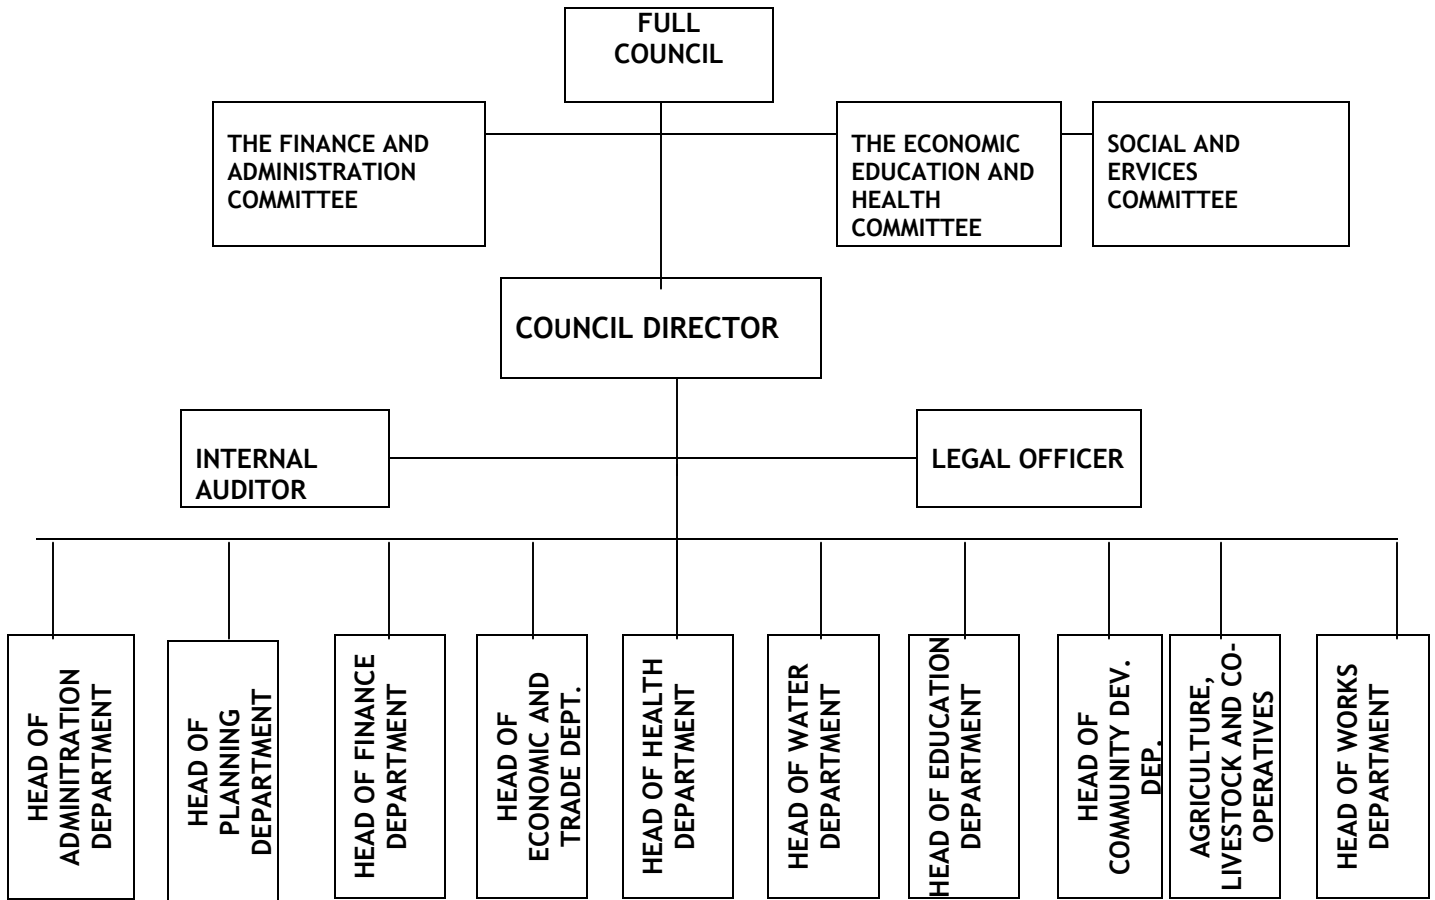 FULL
COUNCIL
THE FINANCE AND
ADMINISTRATION
COMMITTEE
THE ECONOMIC
EDUCATION AND
HEALTH
COMMITTEE
SOCIAL AND
ERVICES
COMMITTEE
COUNCIL DIRECTOR
INTERNAL
AUDITOR
LEGAL OFFICER
HEAD OF
ADMINITRATION
DEPARTMENT
HEAD OF
PLANNING
DEPARTMENT
HEAD OF FINANCE
DEPARTMENT
HEAD OF
ECONOMIC AND
TRADE DEPT.
HEAD OF HEALTH
DEPARTMENT
HEAD OF WATER
DEPARTMENT
HEAD OF EDUCATION
DEPARTMENT
HEAD OF
COMMUNITY DEV.
DEP.
AGRICULTURE,
LIVESTOCK AND CO-
OPERATIVES
HEAD OF WORKS
DEPARTMENT